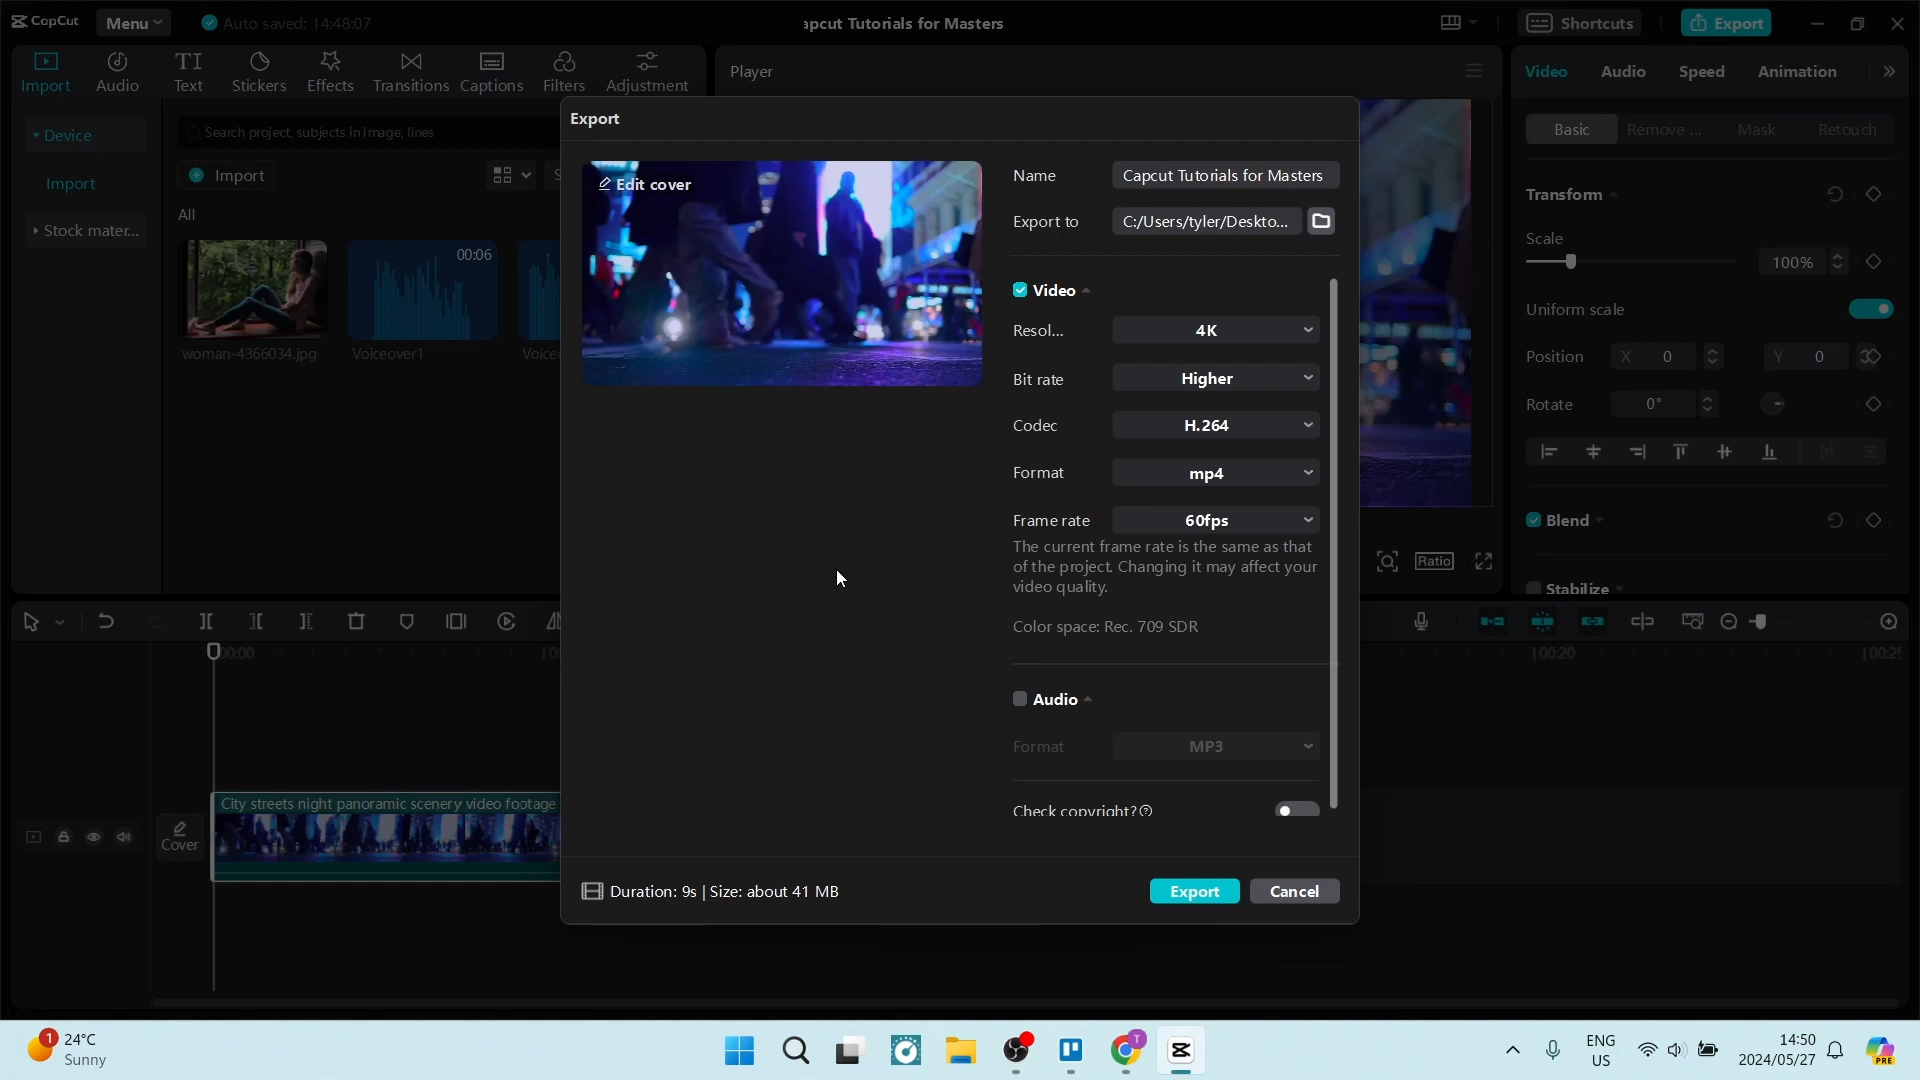 CapCut
Menu
Auto saved: 14:48:07
apcut Tutorials for Masters
Shortcuts
Export
Import
Audio
Text
Stickers
Effects
Transitions
Captions
Filters
Adjustment
Player
Video
Audio
Speed
Animation
Device
Import
Stock mater...
Search project, subjects in image, lines
Import
S
All
00:06
woman-4366034.jpg
Voiceover1
Voice
Export
Edit cover
Name
Capcut Tutorials for Masters
Export to
C:/Users/tyler/Deskto...
Video
Resol...
4K
Bit rate
Higher
Codec
H.264
Format
mp4
Frame rate
60fps
The current frame rate is the same as that
of the project. Changing it may affect your
video quality.
Color space: Rec. 709 SDR
Audio
Format
MP3
Check copyright?
Duration: 9s | Size: about 41 MB
Export
Cancel
Basic
Remove ...
Mask
Retouch
Transform
Scale
100%
Uniform scale
Position
X 0
Y 0
Rotate
0°
Blend
Stabilize
Ratio
00:00
00:20
Cover
City streets night panoramic scenery video footage
1
24°C
Sunny
T
ENG
US
14:50
2024/05/27
PRE